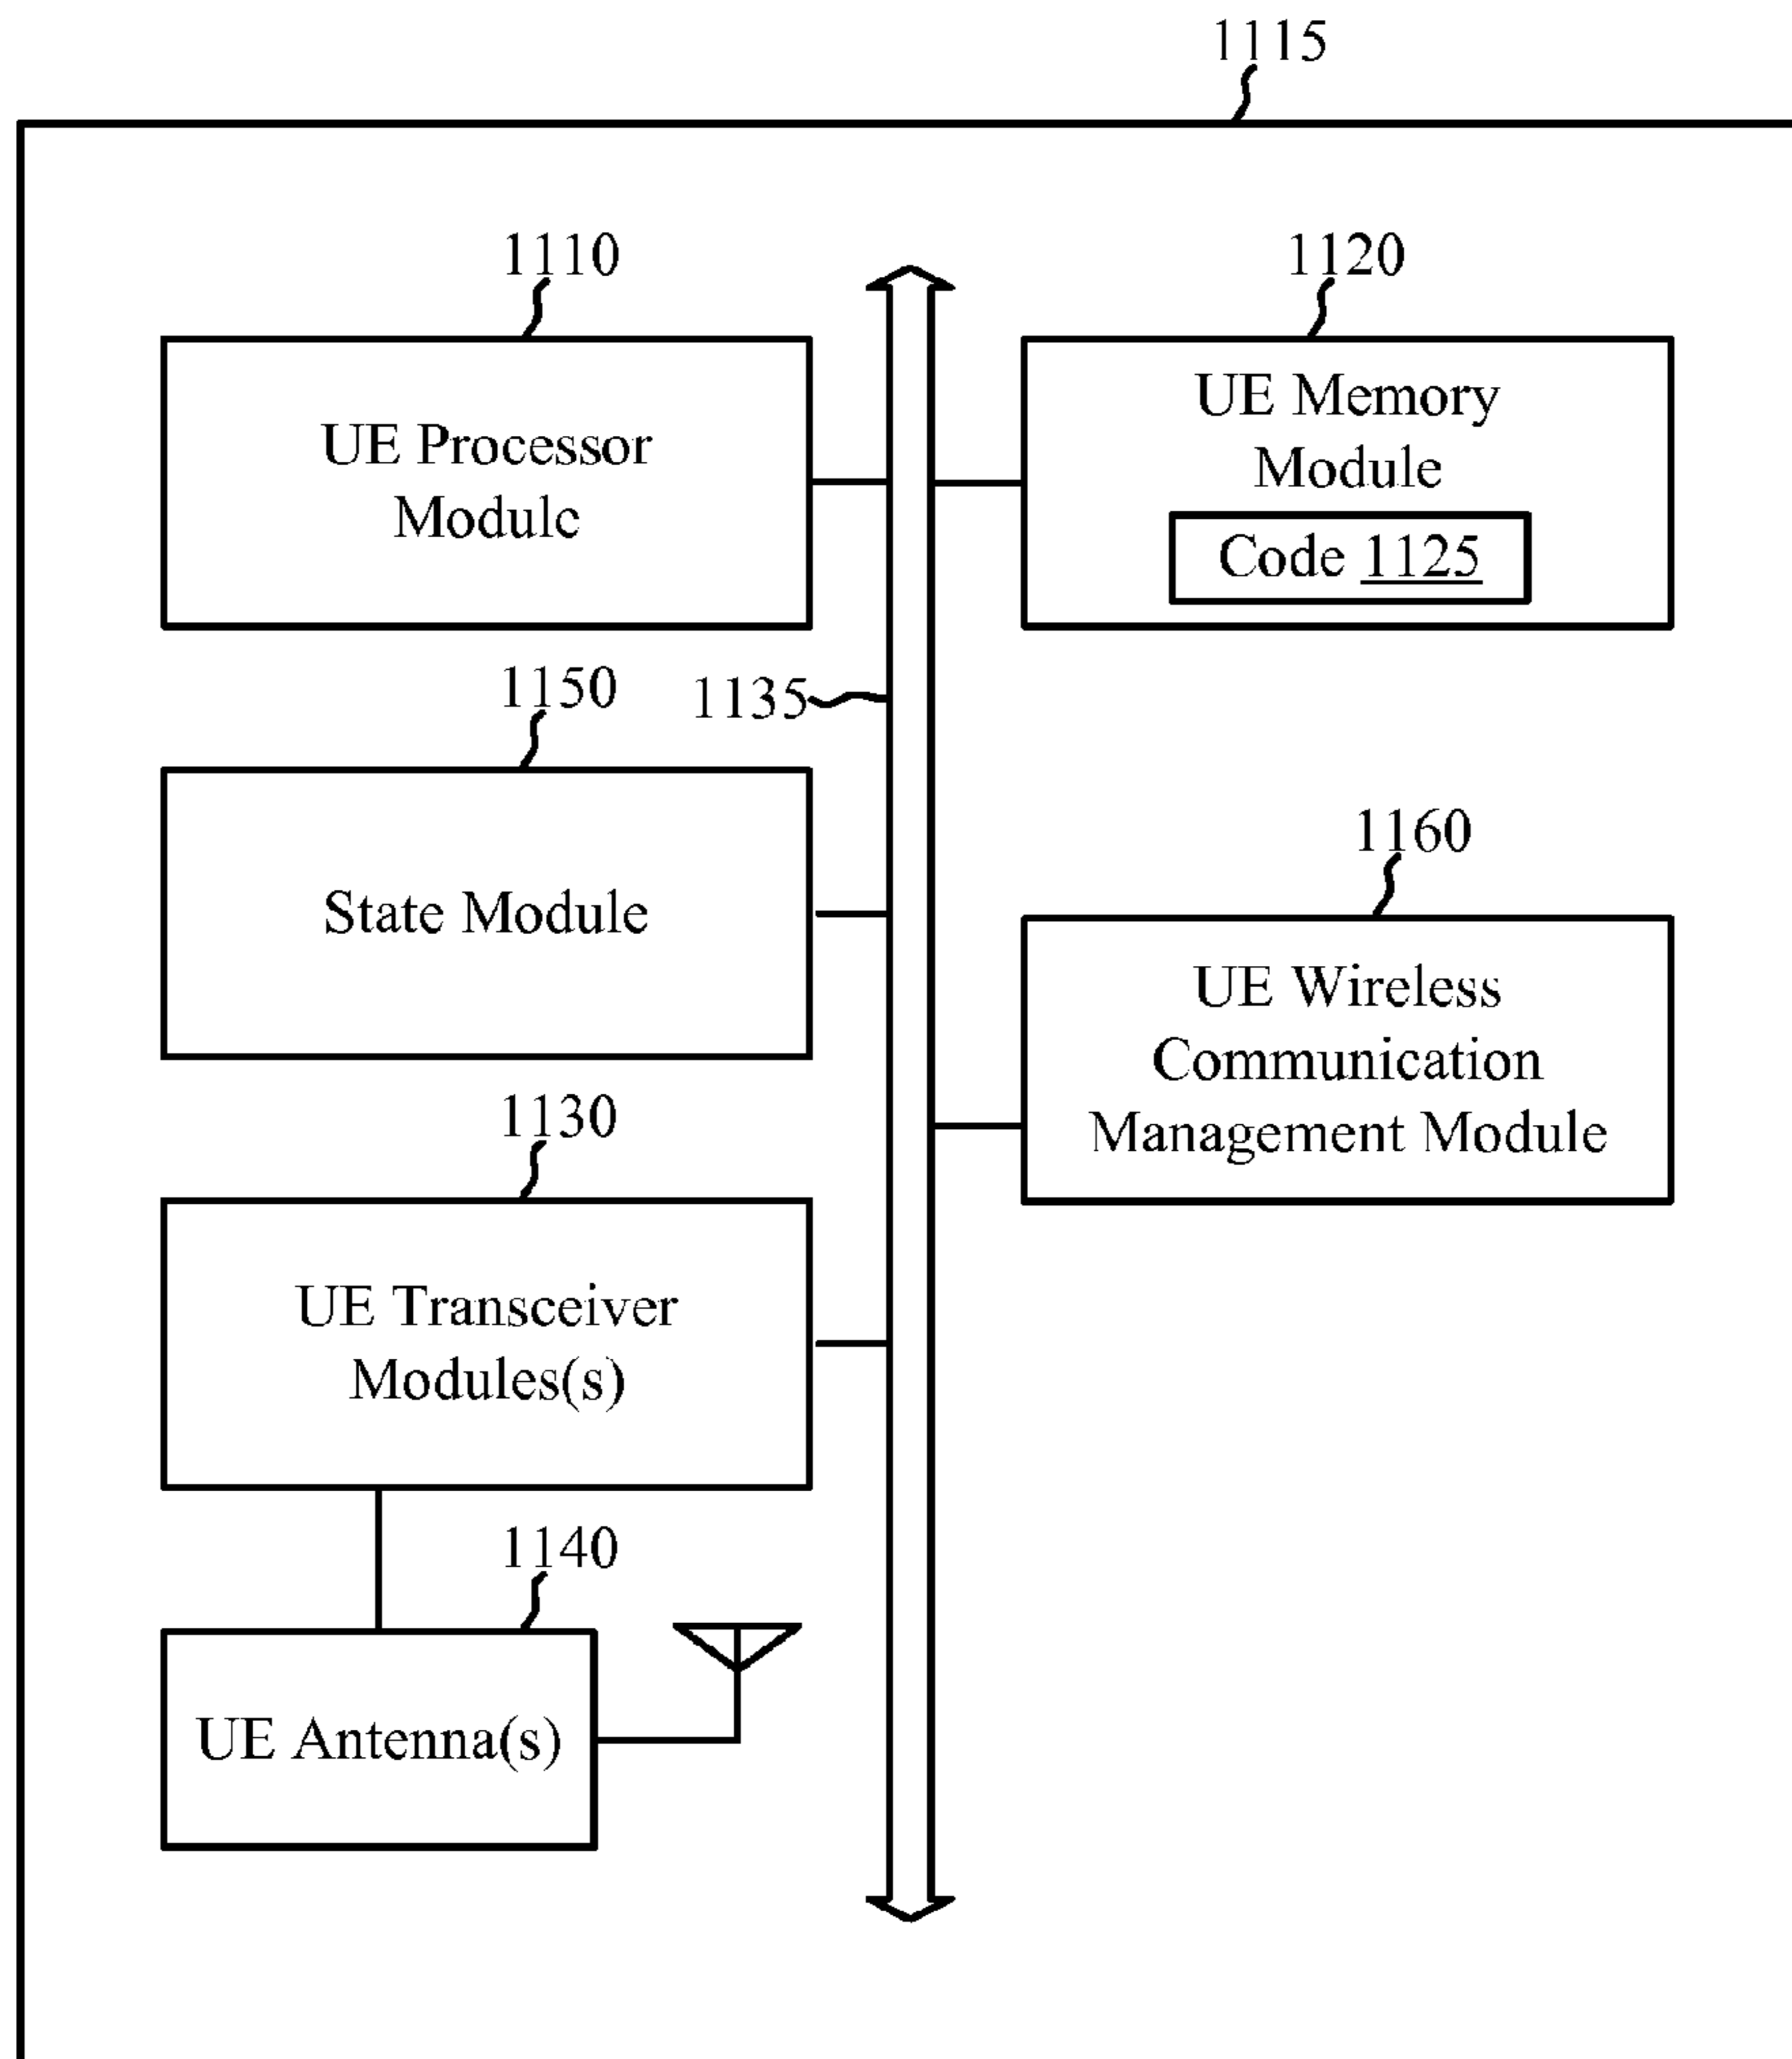 1115
1110
UE Processor
Module
1120
UE Memory
Module
Code 1125
1150
State Module
1135
1160
UE Wireless
Communication
Management Module
1130
UE Transceiver
Modules(s)
1140
UE Antenna(s)